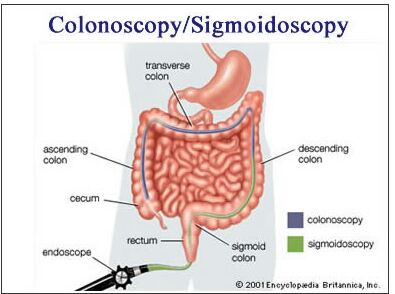 Colonoscopy/Sigmoidoscopy
transverse
colon
ascending
colon
descending
colon
cecum
rectum
sigmoid
colon
endoscope
colonoscopy
sigmoidoscopy
© 2001 Encyclopædia Britannica, Inc.